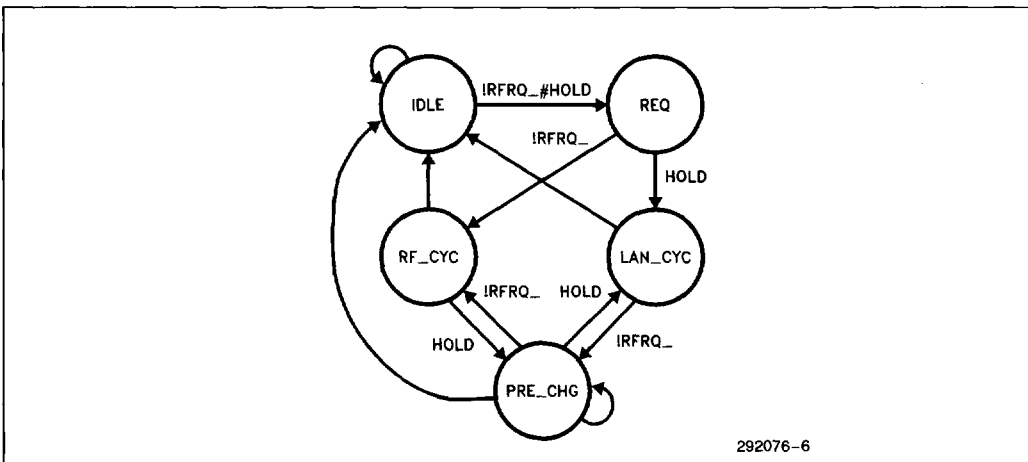 IDLE
!RFRQ_#HOLD
REQ
!RFRQ_
HOLD
RF_CYC
LAN_CYC
!RFRQ_
HOLD
HOLD
!RFRQ_
PRE_CHG
292076-6